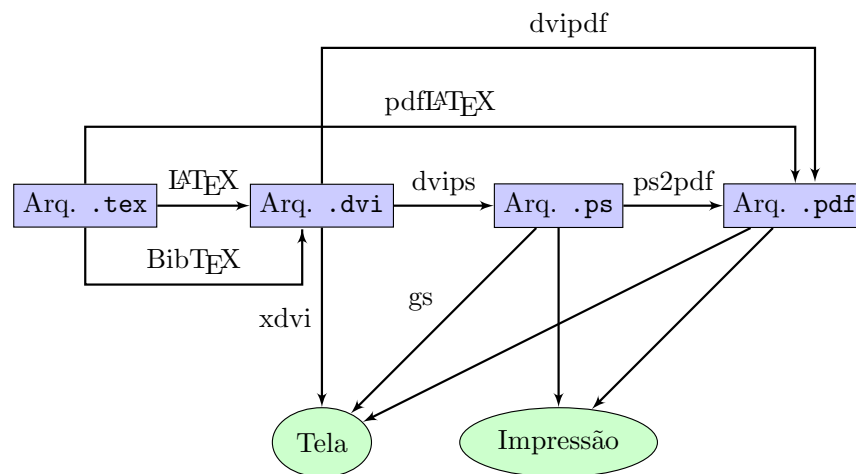 dvipdf
pdfLATEX
LATEX
dvips
ps2pdf
Arq. .tex
Arq. .dvi
Arq. .ps
Arq. .pdf
BibTEX
xdvi
gs
Tela
Impressão